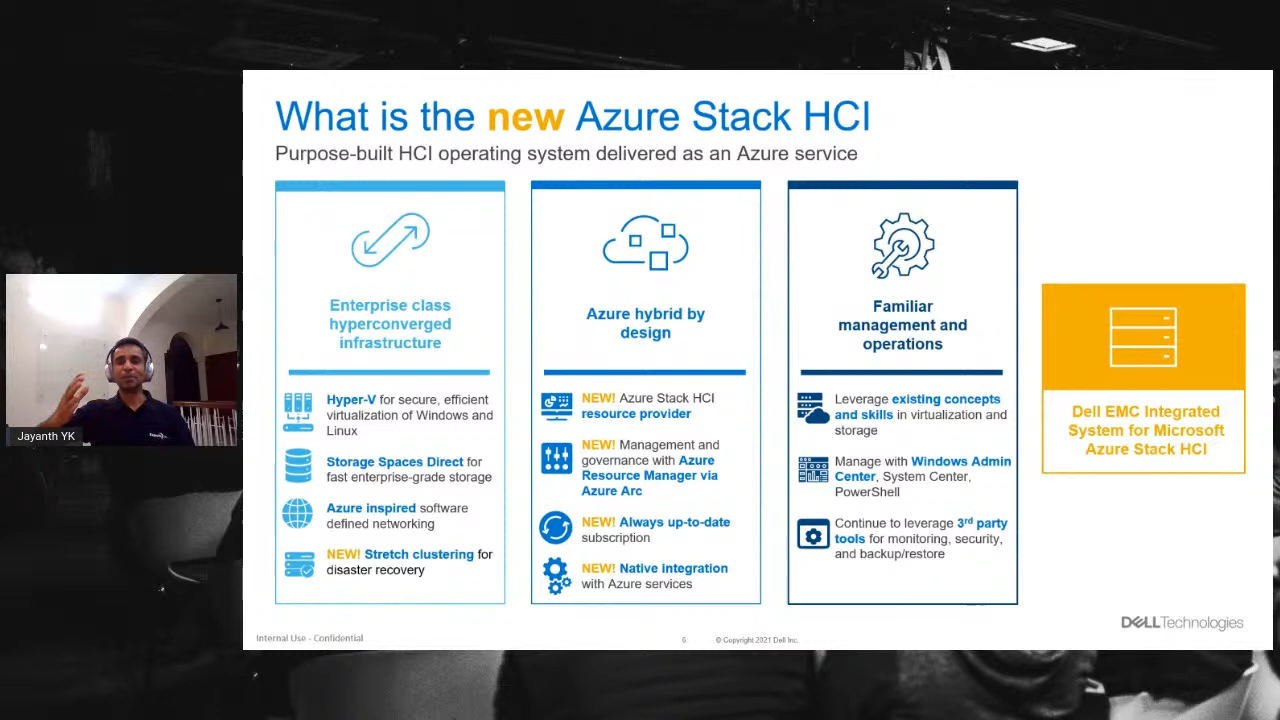 What is the new Azure Stack HCI
Purpose-built HCI operating system delivered as an Azure service
Enterprise class
hyperconverged
infrastructure
Hyper-V for secure, efficient
virtualization of Windows and
Linux
Storage Spaces Direct for
fast enterprise-grade storage
Azure inspired software
defined networking
NEW! Stretch clustering for
disaster recovery
Azure hybrid by
design
NEW! Azure Stack HCI
resource provider
NEW! Management and
governance with Azure
Resource Manager via
Azure Arc
NEW! Always up-to-date
subscription
NEW! Native integration
with Azure services
Familiar
management and
operations
Leverage existing concepts
and skills in virtualization and
storage
Manage with Windows Admin
Center, System Center,
PowerShell
Continue to leverage 3rd party
tools for monitoring, security,
and backup/restore
Dell EMC Integrated
System for Microsoft
Azure Stack HCI
Jayanth YK
Internal Use - Confidential
6
© Copyright 2021 Dell Inc.
DELL Technologies